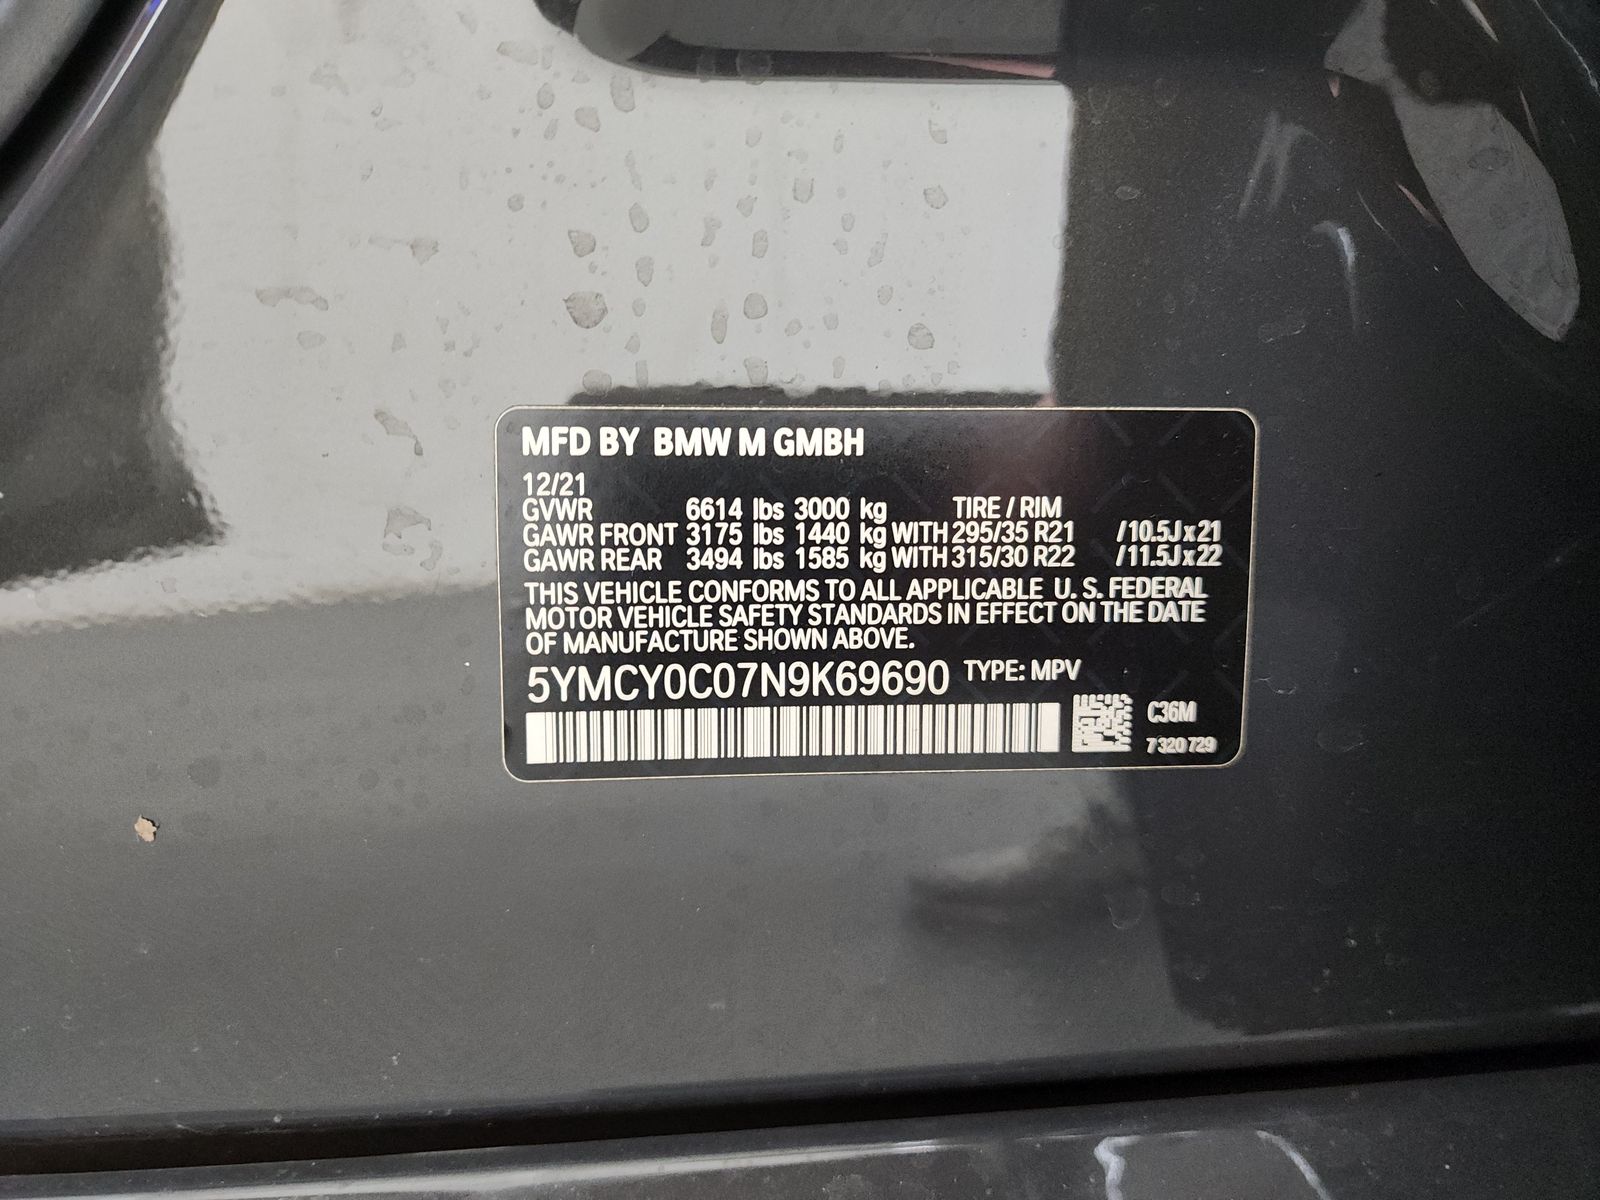 MFD BY BMW M GMBH
12/21
GVWR 6614 lbs 3000 kg TIRE / RIM
GAWR FRONT 3175 lbs 1440 kg WITH 295/35 R21 /10.5Jx21
GAWR REAR 3494 lbs 1585 kg WITH 315/30 R22 /11.5Jx22
THIS VEHICLE CONFORMS TO ALL APPLICABLE U. S. FEDERAL
MOTOR VEHICLE SAFETY STANDARDS IN EFFECT ON THE DATE
OF MANUFACTURE SHOWN ABOVE.
5YMCY0C07N9K69690 TYPE: MPV
C36M
7320729